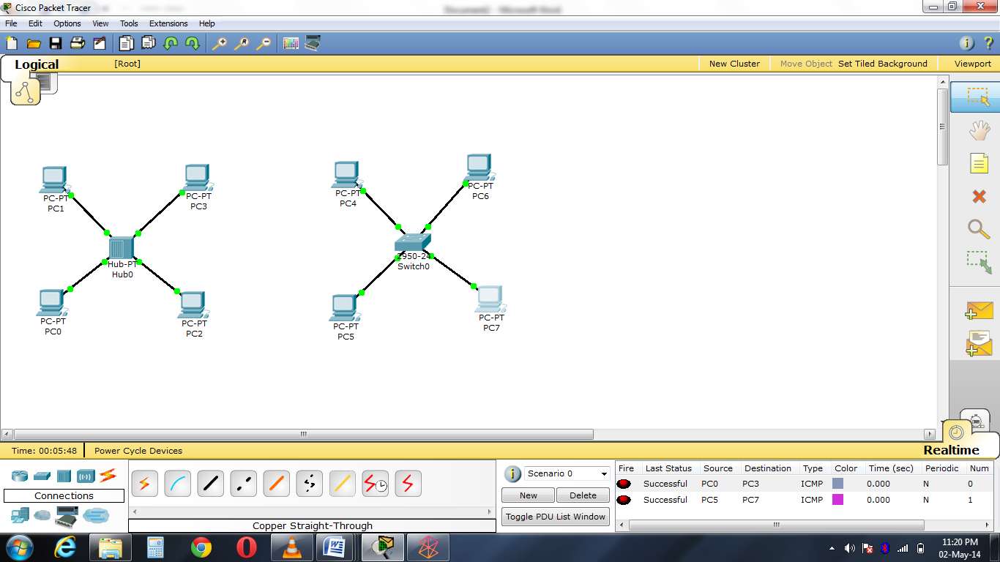 Cisco Packet Tracer
Document2 - Microsoft Word
File Edit Options View Tools Extensions Help
Logical [Root] New Cluster Move Object Set Tiled Background Viewport
PC-PT
PC1
PC-PT
PC3
PC-PT
PC4
PC-PT
PC6
Hub-PT
Hub0
2950-24
Switch0
PC-PT
PC0
PC-PT
PC2
PC-PT
PC5
PC-PT
PC7
Time: 00:05:48 Power Cycle Devices Realtime
Connections
Copper Straight-Through
Scenario 0
New Delete
Toggle PDU List Window
Fire Last Status Source Destination Type Color Time (sec) Periodic Num
Successful PC0 PC3 ICMP 0.000 N 0
Successful PC5 PC7 ICMP 0.000 N 1
11:20 PM
02-May-14